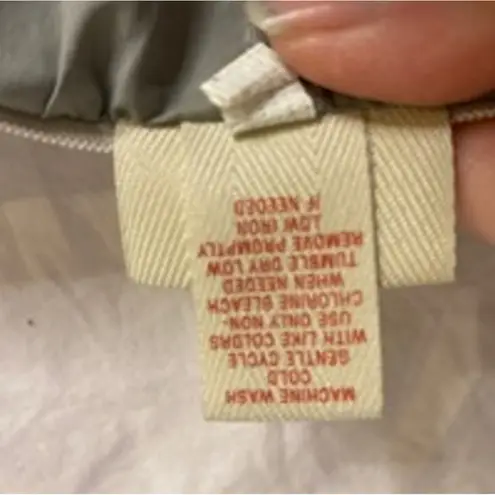 MACHINE WASH
COLD
GENTLE CYCLE
WITH LIKE COLORS
USE ONLY NON-
CHLORINE BLEACH
WHEN NEEDED
TUMBLE DRY LOW
REMOVE PROMPTLY
LOW IRON
IF NEEDED